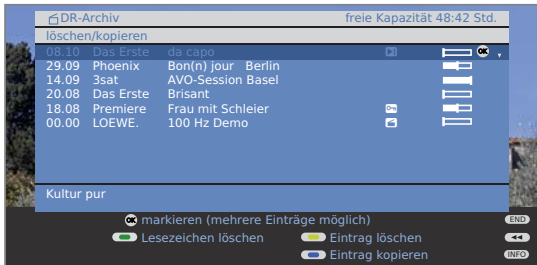 DR-Archiv freie Kapazität 48:42 Std.
löschen/kopieren
08.10 Das Erste da capo OK
29.09 Phoenix Bon(n) jour Berlin
14.09 3sat AVO-Session Basel
20.08 Das Erste Brisant
18.08 Premiere Frau mit Schleier
00.00 LOEWE. 100 Hz Demo
Kultur pur
OK markieren (mehrere Einträge möglich) END
Lesezeichen löschen Eintrag löschen
Eintrag kopieren INFO